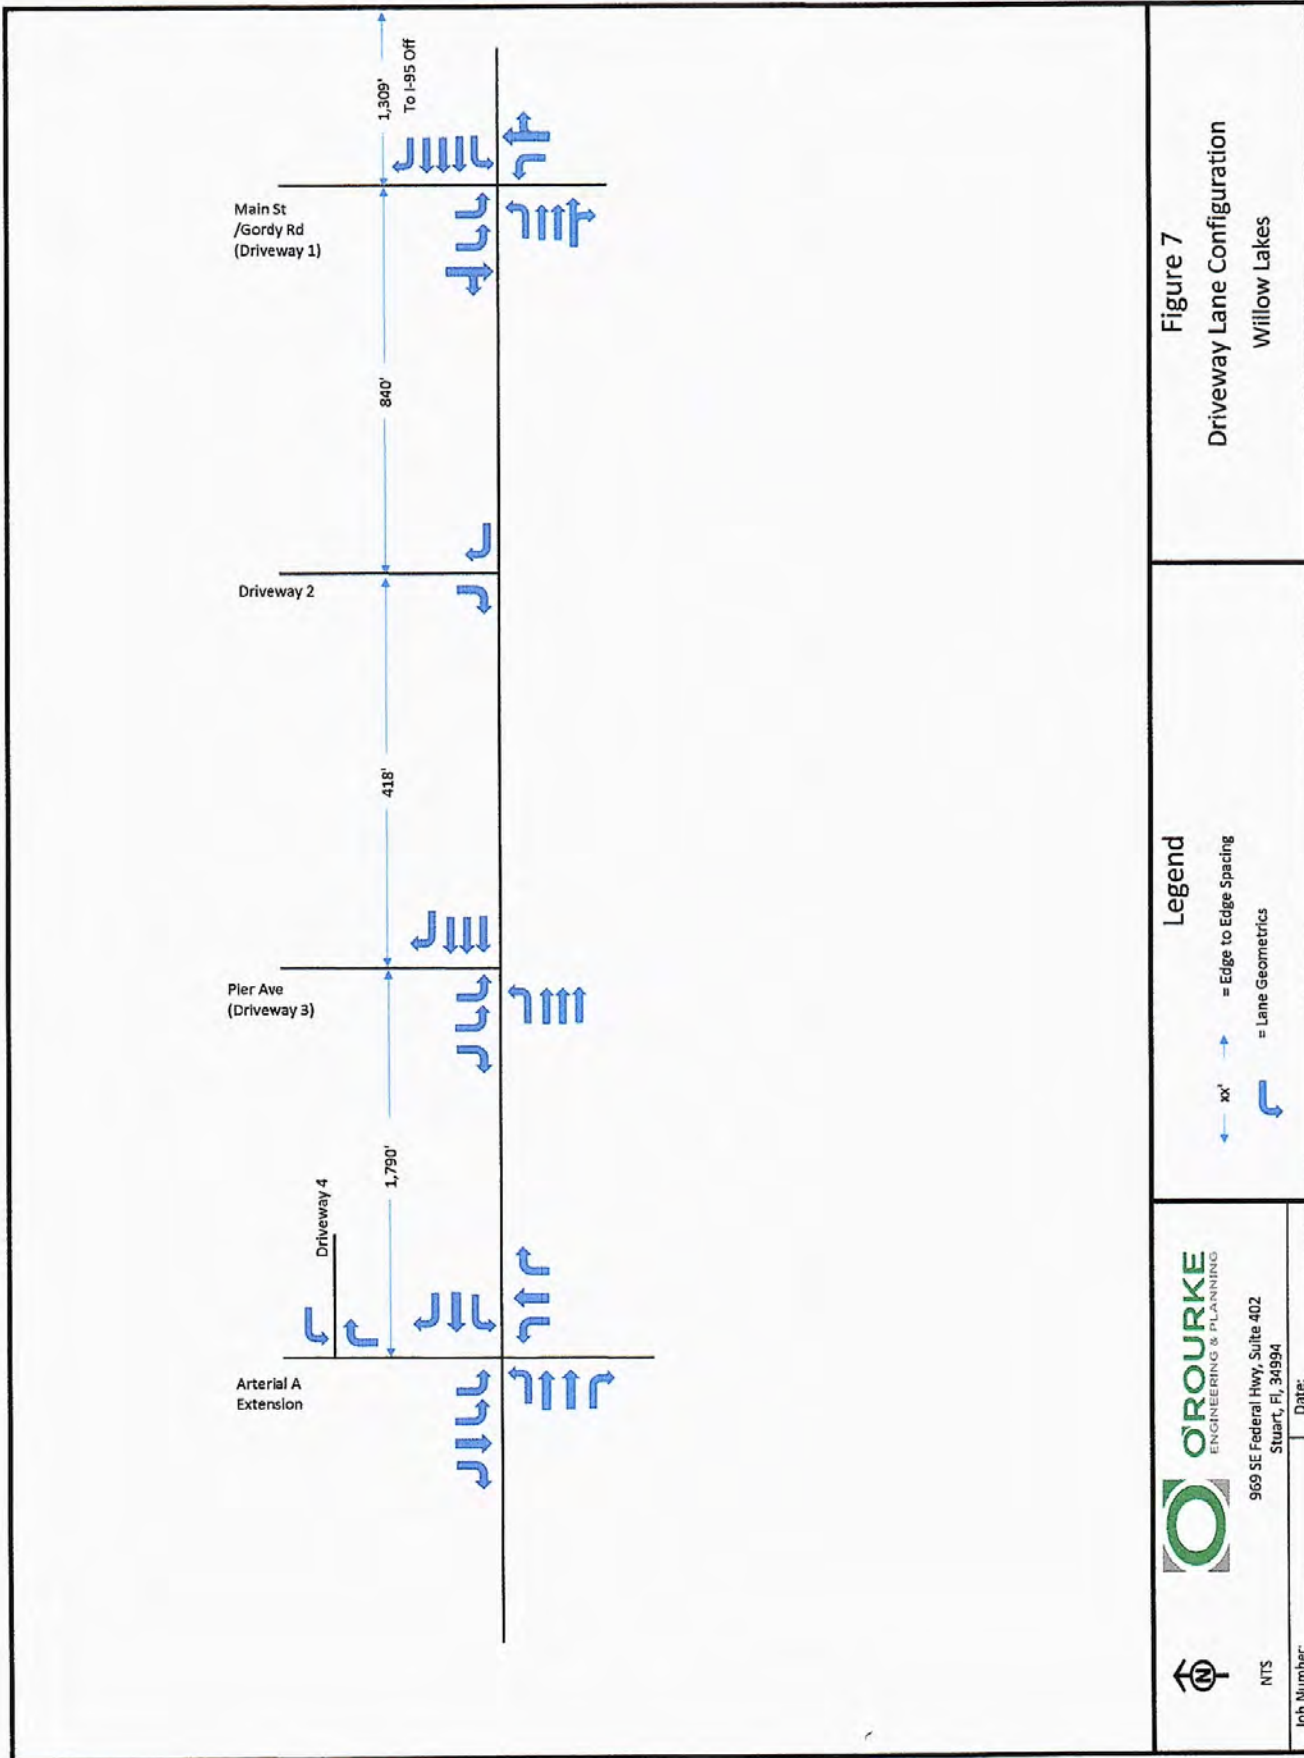 1,309'
To I-95 Off
Main St
/Gordy Rd
(Driveway 1)
840'
Driveway 2
418'
Pier Ave
(Driveway 3)
1,790'
Driveway 4
Arterial A
Extension
Figure 7
Driveway Lane Configuration
Willow Lakes
Legend
xx'
= Edge to Edge Spacing
= Lane Geometrics
O'ROURKE
ENGINEERING & PLANNING
969 SE Federal Hwy, Suite 402
Stuart, Fl, 34994
N
NTS
Job Number:
Date: